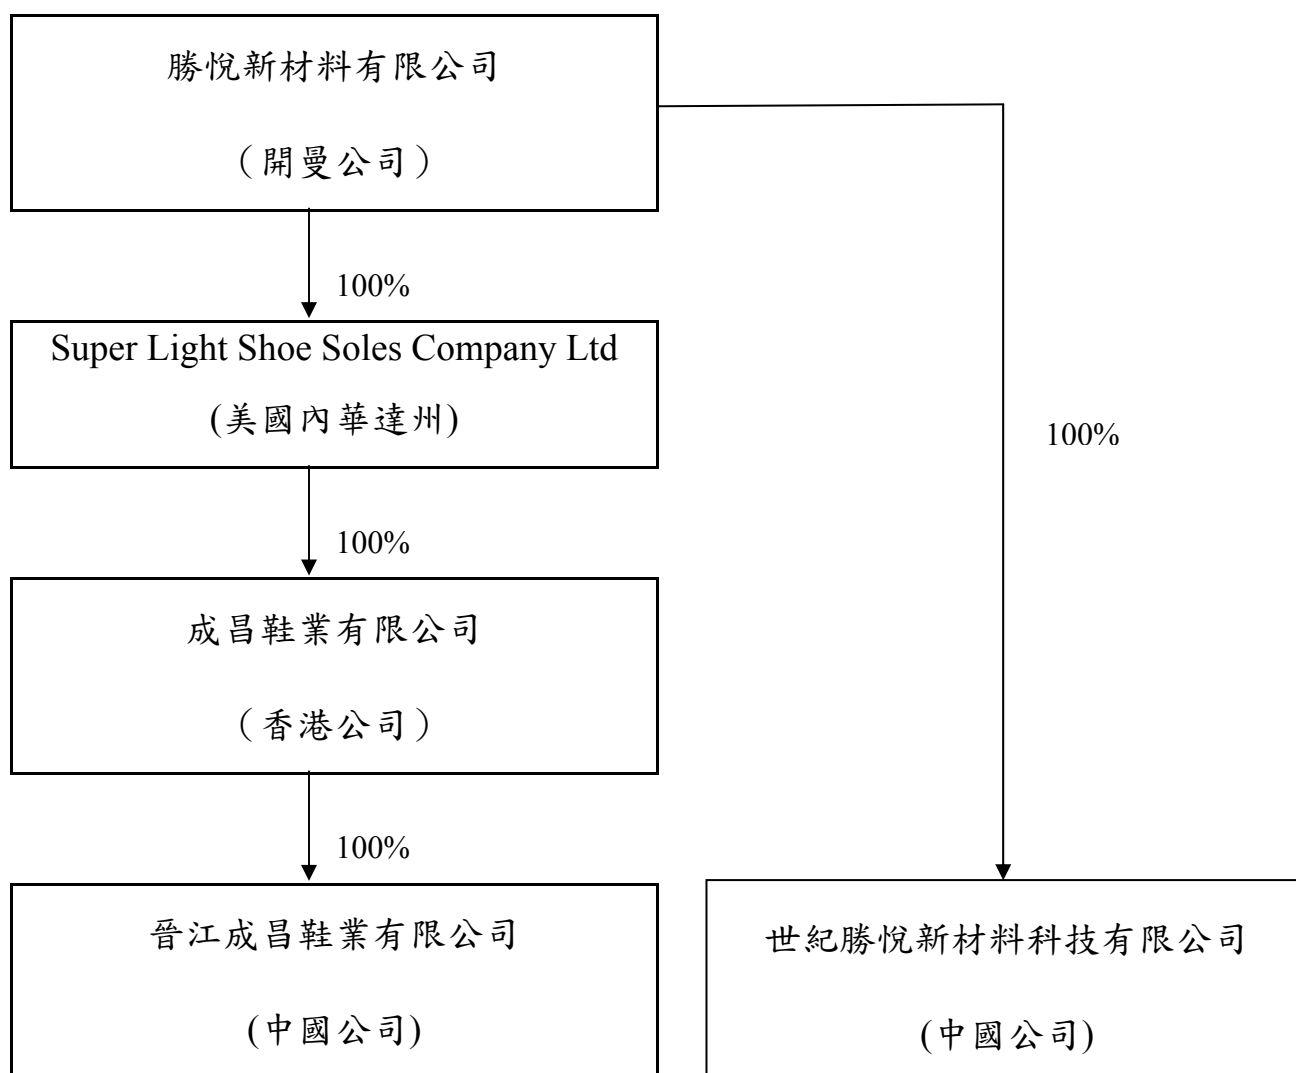 勝悅新材料有限公司
（開曼公司）
100%
Super Light Shoe Soles Company Ltd
(美國內華達州)
100%
100%
成昌鞋業有限公司
（香港公司）
100%
晉江成昌鞋業有限公司
(中國公司)
世紀勝悅新材料科技有限公司
(中國公司)